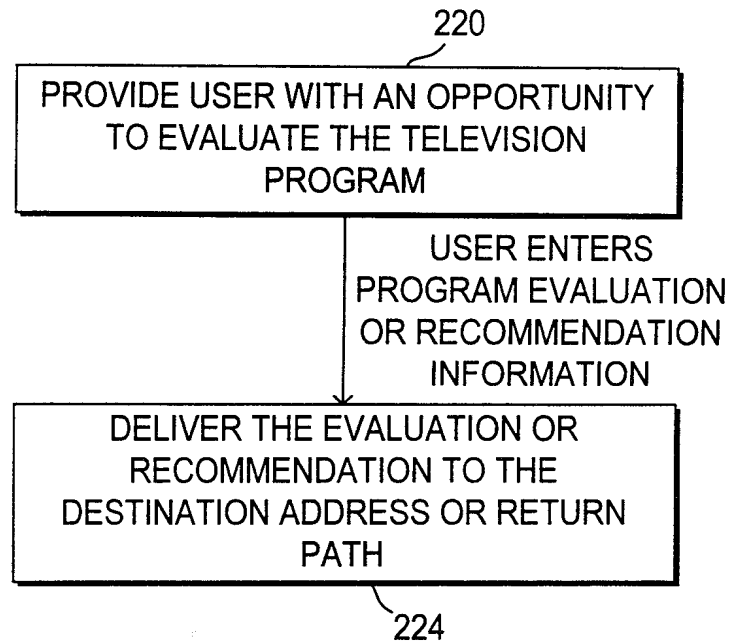 220
PROVIDE USER WITH AN OPPORTUNITY
TO EVALUATE THE TELEVISION
PROGRAM
USER ENTERS
PROGRAM EVALUATION
OR RECOMMENDATION
INFORMATION
DELIVER THE EVALUATION OR
RECOMMENDATION TO THE
DESTINATION ADDRESS OR RETURN
PATH
224